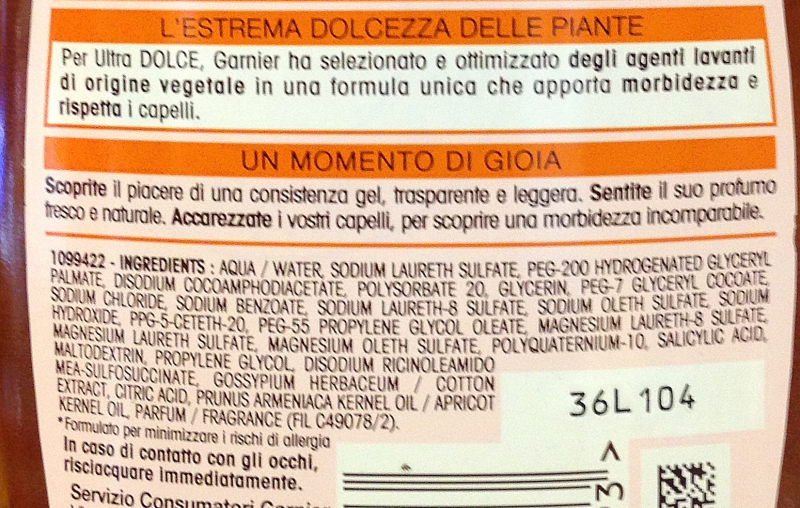 L'ESTREMA DOLCEZZA DELLE PIANTE
Per Ultra DOLCE, Garnier ha selezionato e ottimizzato degli agenti lavanti
di origine vegetale in una formula unica che apporta morbidezza e
rispetta i capelli.
UN MOMENTO DI GIOIA
Scoprite il piacere di una consistenza gel, trasparente e leggera. Sentite il suo profumo
fresco e naturale. Accarezzate i vostri capelli, per scoprire una morbidezza incomparabile.
1099422 - INGREDIENTS : AQUA / WATER, SODIUM LAURETH SULFATE, PEG-200 HYDROGENATED GLYCERYL
PALMATE, DISODIUM COCOAMPHODIACETATE, POLYSORBATE 20, GLYCERIN, PEG-7 GLYCERYL COCOATE,
SODIUM CHLORIDE, SODIUM BENZOATE, SODIUM LAURETH-8 SULFATE, SODIUM OLETH SULFATE, SODIUM
HYDROXIDE, PPG-5-CETETH-20, PEG-55 PROPYLENE GLYCOL OLEATE, MAGNESIUM LAURETH-8 SULFATE,
MAGNESIUM LAURETH SULFATE, MAGNESIUM OLETH SULFATE, POLYQUATERNIUM-10, SALICYLIC ACID,
MALTODEXTRIN, PROPYLENE GLYCOL, DISODIUM RICINOLEAMIDO
MEA-SULFOSUCCINATE, GOSSYPIUM HERBACEUM / COTTON
EXTRACT, CITRIC ACID, PRUNUS ARMENIACA KERNEL OIL / APRICOT
KERNEL OIL, PARFUM / FRAGRANCE (FIL C49078/2).
36L104
*Formulato per minimizzare i rischi di allergia
In caso di contatto con gli occhi,
risciacquare immediatamente.
Servizio Consumatori Garnier
3 >